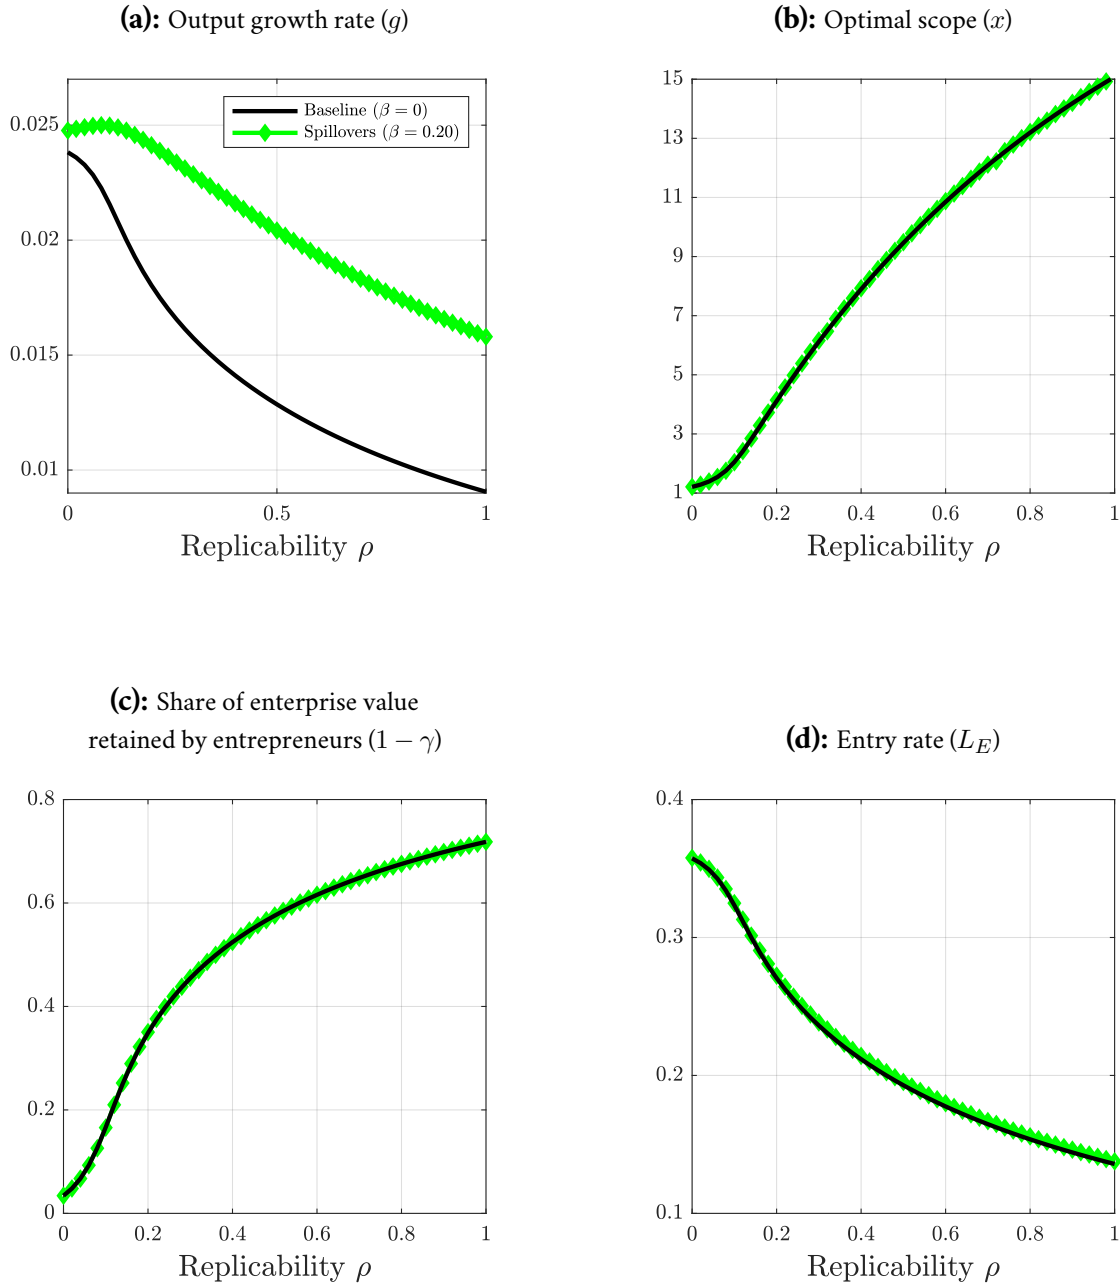 (a): Output growth rate (g)
0.025
0.02
0.015
0.01
Baseline (β = 0)
Spillovers (β = 0.20)
0 0.5 1
Replicability ρ
(b): Optimal scope (x)
15
13
11
9
7
5
3
1
0 0.2 0.4 0.6 0.8 1
Replicability ρ
(c): Share of enterprise value
retained by entrepreneurs (1 − γ)
0.8
0.6
0.4
0.2
0
0 0.2 0.4 0.6 0.8 1
Replicability ρ
(d): Entry rate (L_E)
0.4
0.3
0.2
0.1
0 0.2 0.4 0.6 0.8 1
Replicability ρ